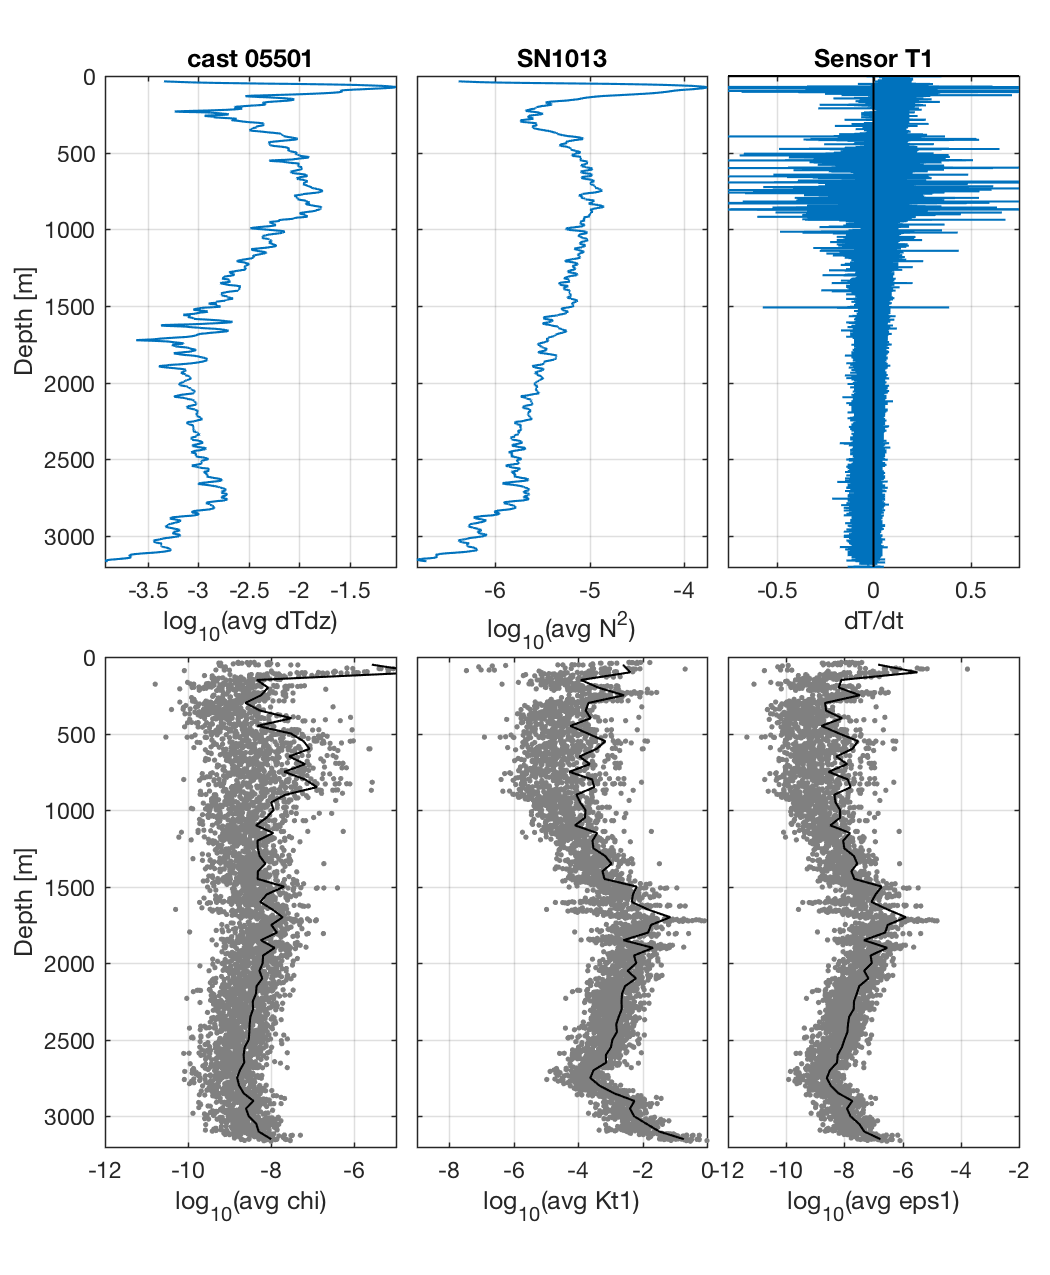 cast 05501 SN1013 Sensor T1
0
500
1000
1500
2000
2500
3000
Depth [m]
-3.5 -3 -2.5 -2 -1.5
log10(avg dTdz)
-6 -5 -4
log10(avg N2)
-0.5 0 0.5
dT/dt
0
500
1000
1500
2000
2500
3000
Depth [m]
-12 -10 -8 -6
log10(avg chi)
-8 -6 -4 -2 0
log10(avg Kt1)
-12 -10 -8 -6 -4 -2
log10(avg eps1)